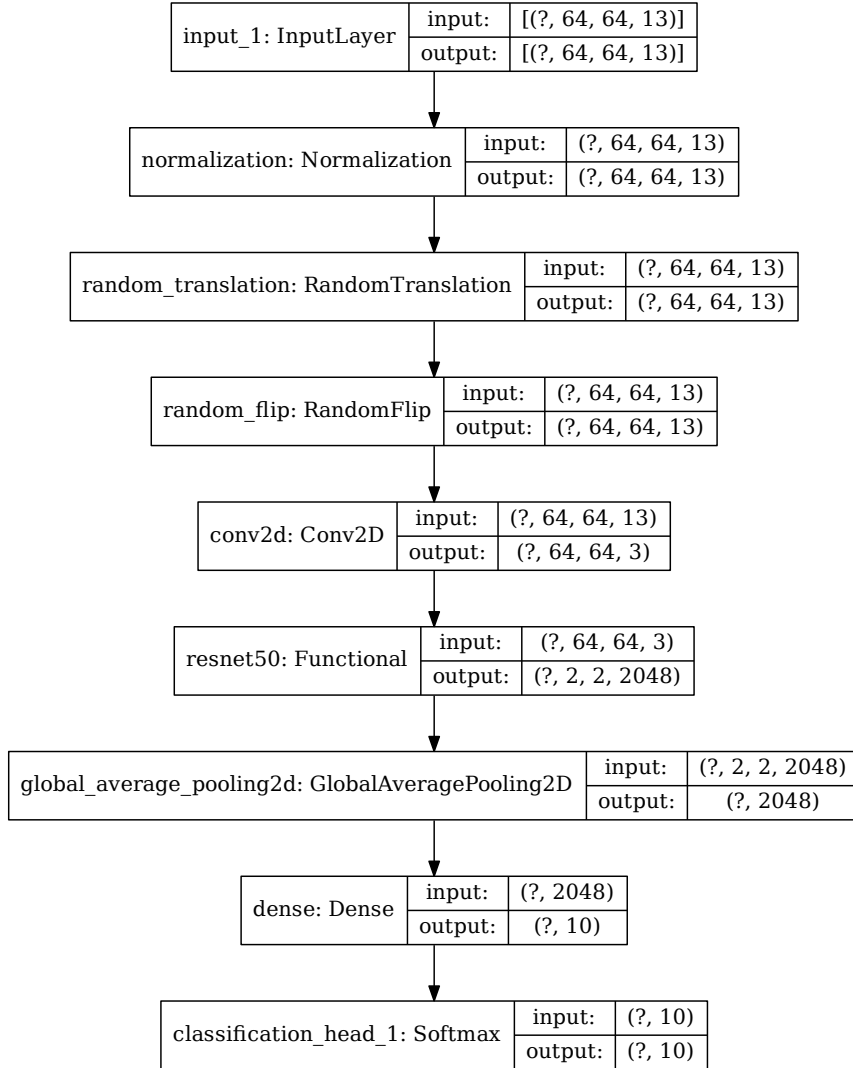 input_1: InputLayer
input: [(?, 64, 64, 13)]
output: [(?, 64, 64, 13)]
normalization: Normalization
input: (?, 64, 64, 13)
output: (?, 64, 64, 13)
random_translation: RandomTranslation
input: (?, 64, 64, 13)
output: (?, 64, 64, 13)
random_flip: RandomFlip
input: (?, 64, 64, 13)
output: (?, 64, 64, 13)
conv2d: Conv2D
input: (?, 64, 64, 13)
output: (?, 64, 64, 3)
resnet50: Functional
input: (?, 64, 64, 3)
output: (?, 2, 2, 2048)
global_average_pooling2d: GlobalAveragePooling2D
input: (?, 2, 2, 2048)
output: (?, 2048)
dense: Dense
input: (?, 2048)
output: (?, 10)
classification_head_1: Softmax
input: (?, 10)
output: (?, 10)